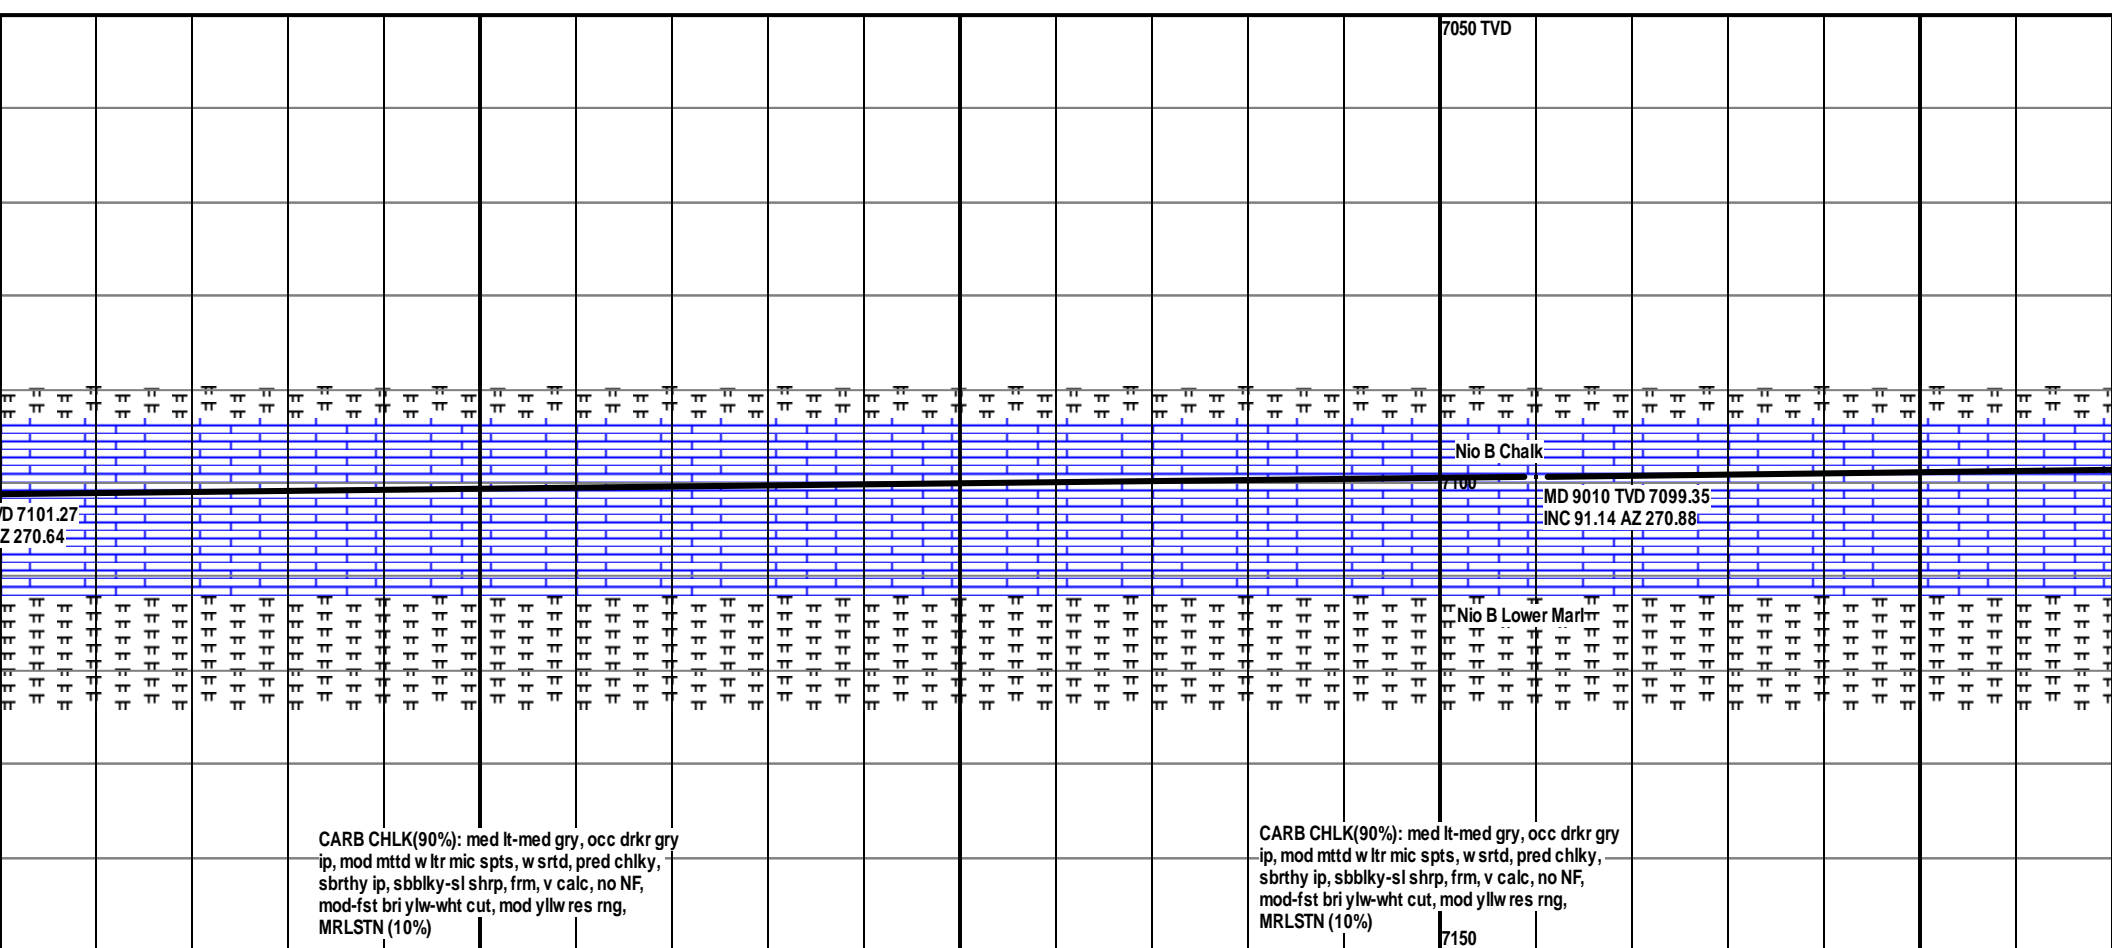 7050 TVD
Nio B Chalk
7100
MD 9010 TVD 7099.35
INC 91.14 AZ 270.88
7101.27
270.64
Nio B Lower Marl
CARB CHLK(90%): med lt-med gry, occ drkr gry
ip, mod mttd w ltr mic spts, w srtd, pred chlky,
sbrthy ip, sbblky-sl shrp, frm, v calc, no NF,
mod-fst bri ylw-wht cut, mod yllw res rng,
MRLSTN (10%)
CARB CHLK(90%): med lt-med gry, occ drkr gry
ip, mod mttd w ltr mic spts, w srtd, pred chlky,
sbrthy ip, sbblky-sl shrp, frm, v calc, no NF,
mod-fst bri ylw-wht cut, mod yllw res rng,
MRLSTN (10%)
7150